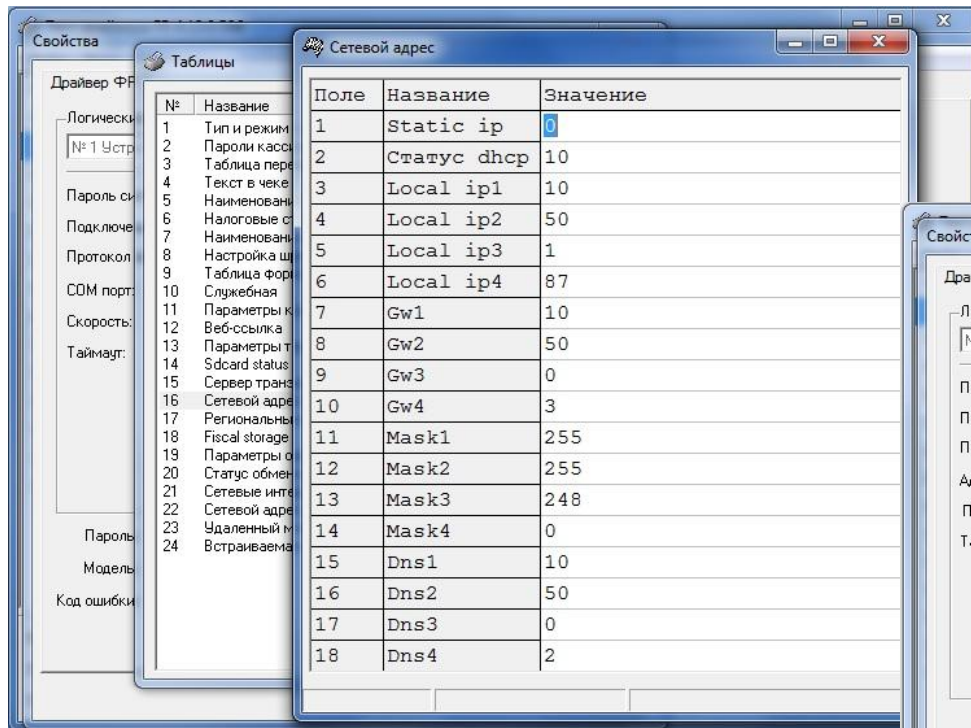 Свойства
Таблицы
Сетевой адрес
Драйвер
Логически
№ 1
Пароль
Протокол
COM порт:
Скорость:
Таймаут:
Пароль
Модель
Код ошибки
№ Название
1 Тип и режим
2 Пароли касси
3 Таблица пере
4 Текст в чеке
5 Наименовани
6 Налоговые
7 Наименовани
8 Настройка
9 Таблица фор
10 Служебная
11 Параметры
12 Веб-ссылка
13 Параметры
14 Sdcard status
15 Сервер транз
16 Сетевой адре
17 Региональны
18 Fiscal storage
19 Параметры
20 Статус обмен
21 Сетевые инте
22 Сетевой адре
23 Удаленный
24 Встраиваема
Поле Название Значение
1 Static ip 0
2 Статус dhcp 10
3 Local ip1 10
4 Local ip2 50
5 Local ip3 1
6 Local ip4 87
7 Gw1 10
8 Gw2 50
9 Gw3 0
10 Gw4 3
11 Mask1 255
12 Mask2 255
13 Mask3 248
14 Mask4 0
15 Dns1 10
16 Dns2 50
17 Dns3 0
18 Dns4 2
Свойст
Дра